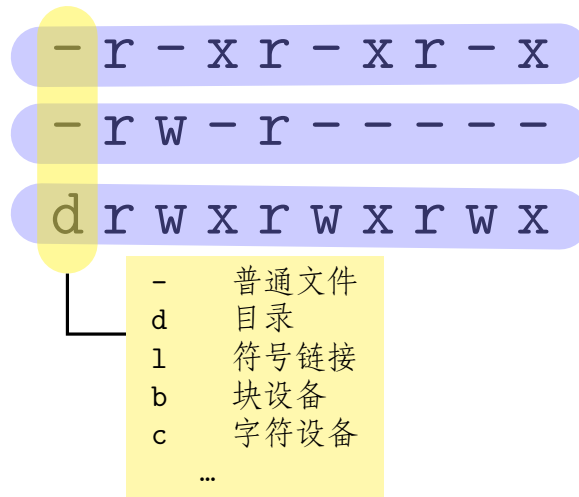 -r-xr-xr-x
-rw-r-----
drwxrwxrwx
- 普通文件
d 目录
l 符号链接
b 块设备
c 字符设备
…